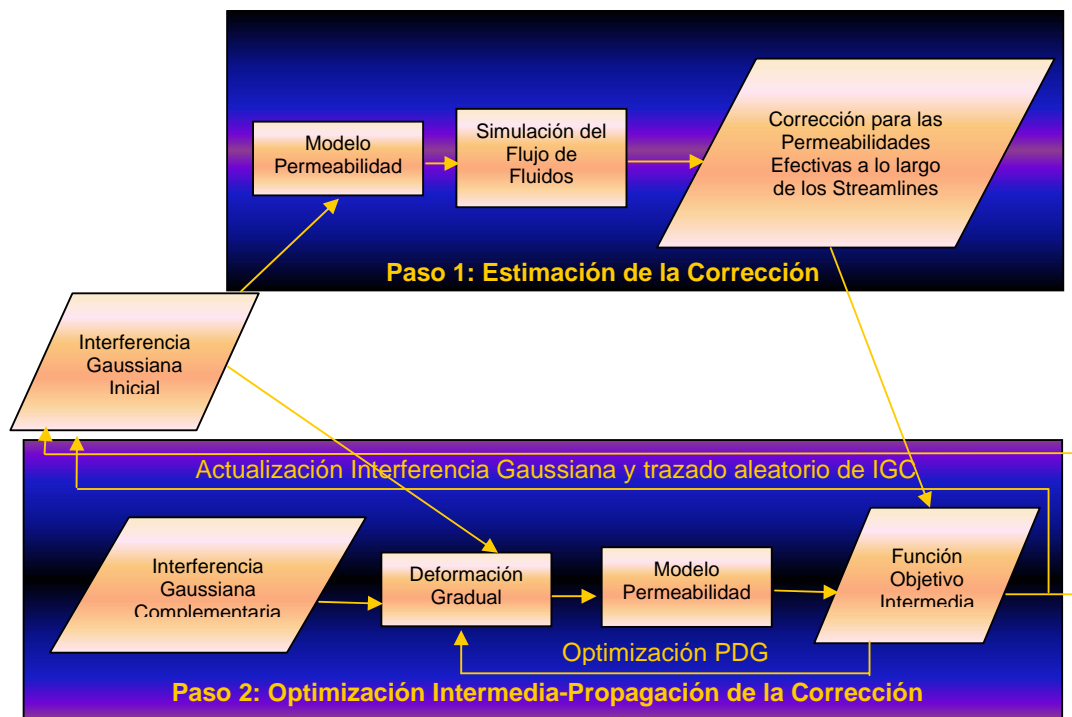 Modelo
Permeabilidad
Simulación del
Flujo de
Fluidos
Corrección para las
Permeabilidades
Efectivas a lo largo
de los Streamlines
Paso 1: Estimación de la Corrección
Interferencia
Gaussiana
Inicial
Actualización Interferencia Gaussiana y trazado aleatorio de IGC
Interferencia
Gaussiana
Complementaria
Deformación
Gradual
Modelo
Permeabilidad
Función
Objetivo
Intermedia
Optimización PDG
Paso 2: Optimización Intermedia-Propagación de la Corrección